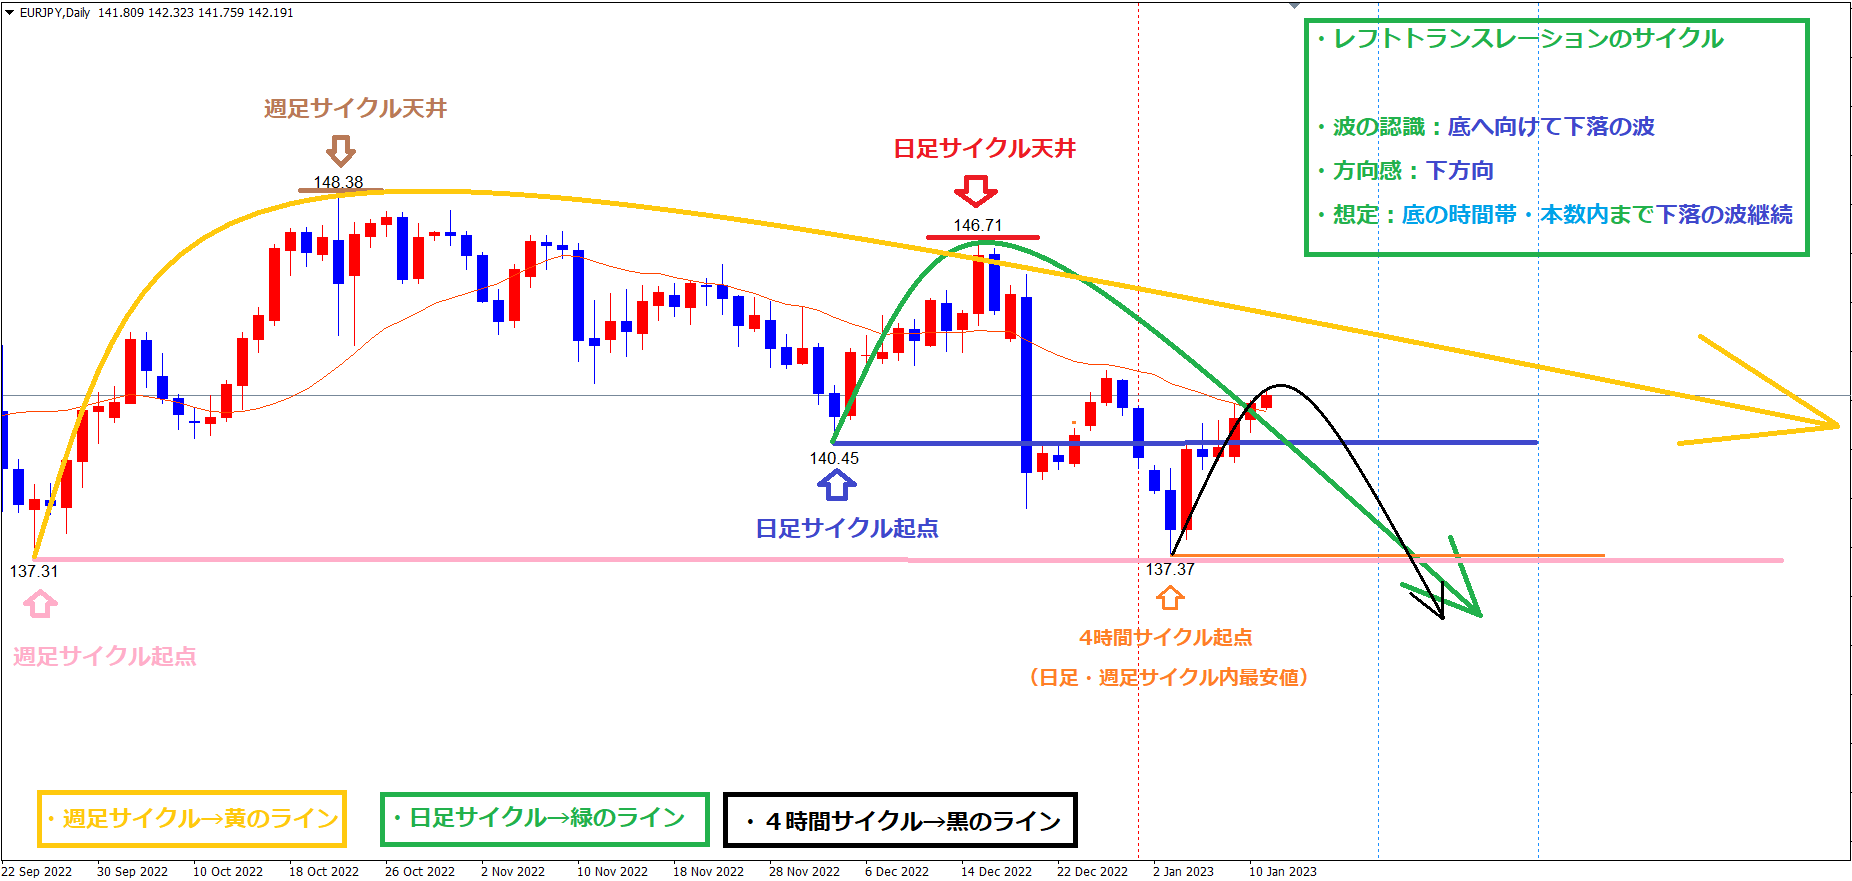 EURJPY,Daily 141.809 142.323 141.759 142.191
・レフトトランスレーションのサイクル
・波の認識：底へ向けて下落の波
・方向感：下方向
・想定：底の時間帯・本数内まで下落の波継続
週足サイクル天井
148.38
日足サイクル天井
146.71
140.45
日足サイクル起点
137.31
週足サイクル起点
137.37
4時間サイクル起点
（日足・週足サイクル内最安値）
・週足サイクル→黄のライン
・日足サイクル→緑のライン
・４時間サイクル→黒のライン
22 Sep 2022 30 Sep 2022 10 Oct 2022 18 Oct 2022 26 Oct 2022 2 Nov 2022 10 Nov 2022 18 Nov 2022 28 Nov 2022 6 Dec 2022 14 Dec 2022 22 Dec 2022 2 Jan 2023 10 Jan 2023